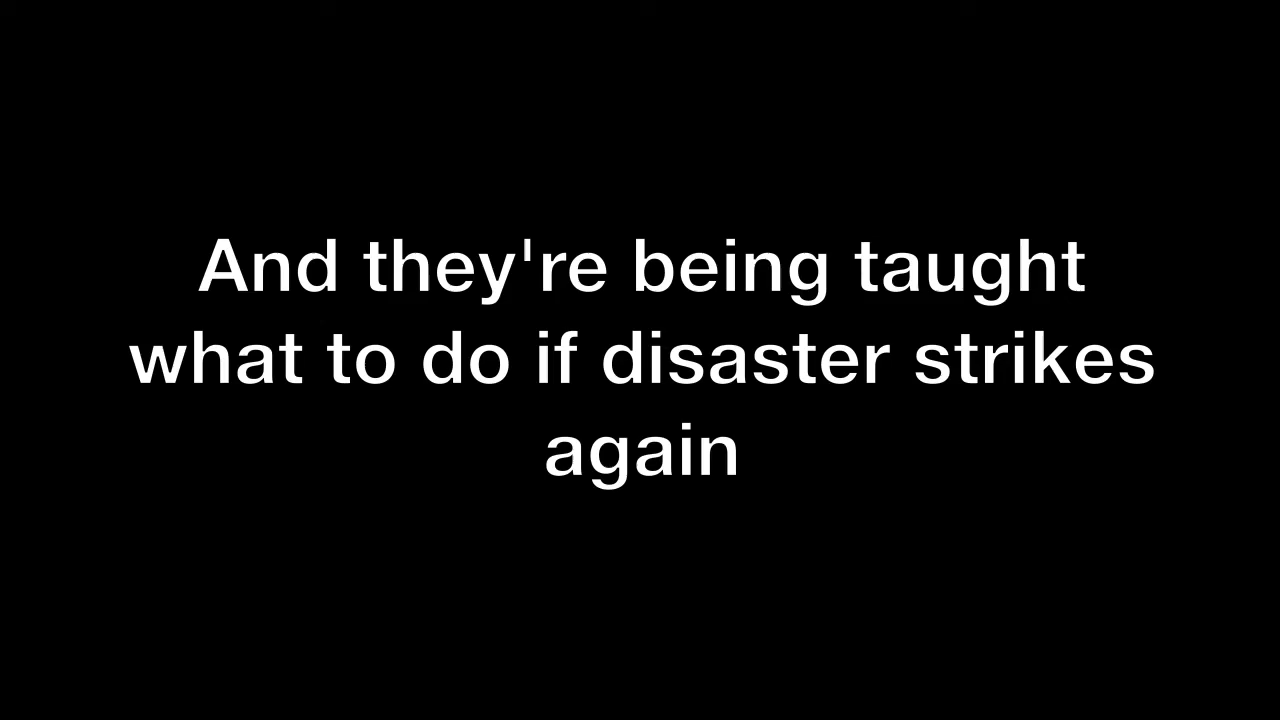 And they're being taught
what to do if disaster strikes
again